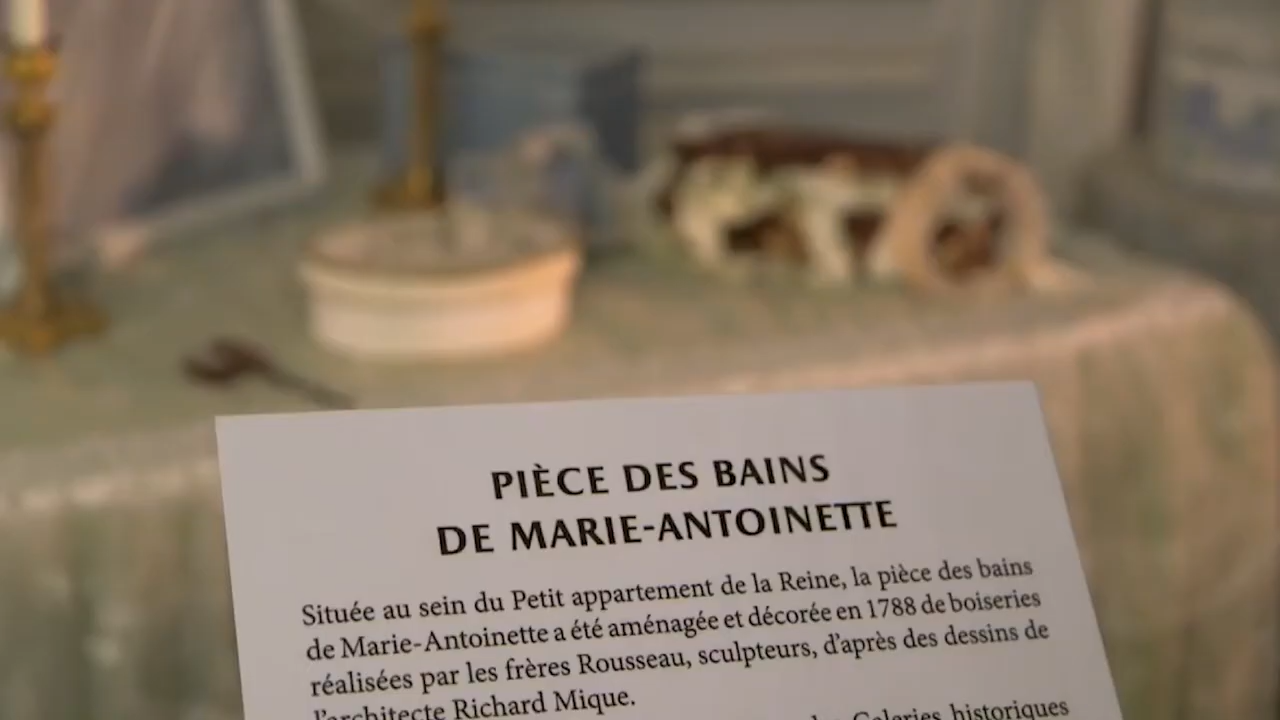 PIÈCE DES BAINS
DE MARIE-ANTOINETTE
Située au sein du Petit appartement de la Reine, la pièce des bains
de Marie-Antoinette a été aménagée et décorée en 1788 de boiseries
réalisées par les frères Rousseau, sculpteurs, d'après des dessins de
l'architecte Richard Mique.
Galeries historiques